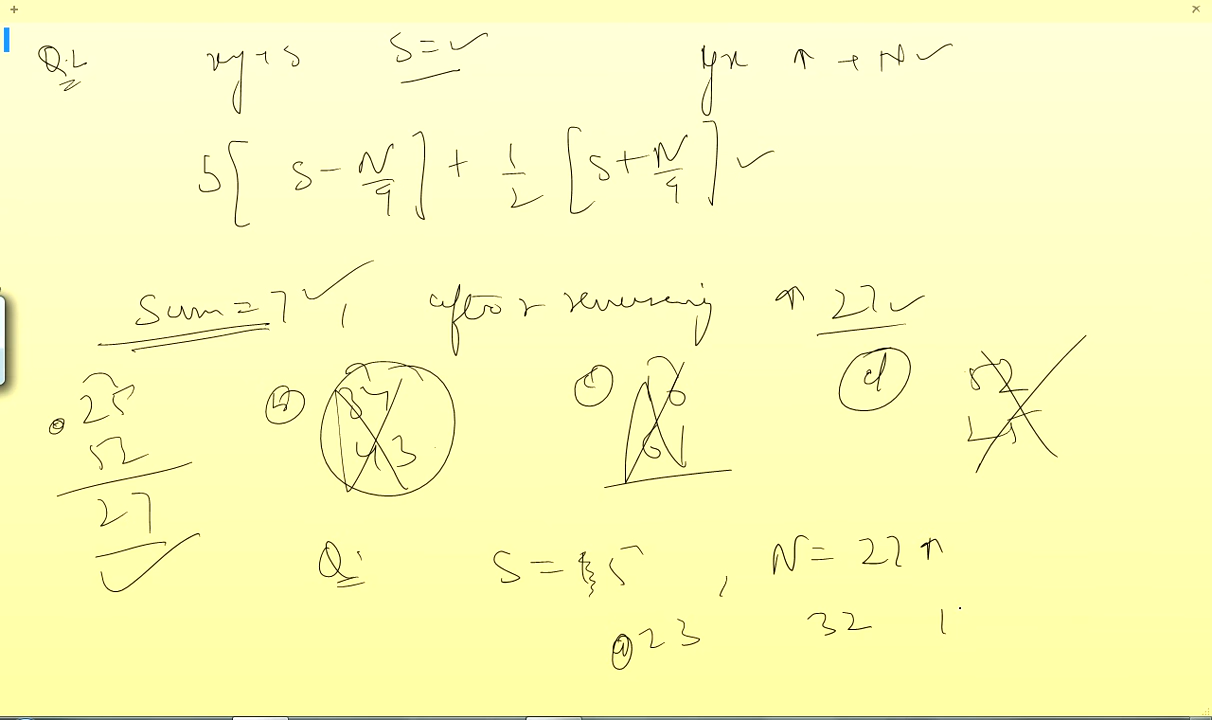 Q.2 xy → S S = ✓ yx ↑ → N ✓
5[ S - N/9 ] + 1/2 [ S + N/9 ] ✓
Sum = 7 ✓, after reversing ↑ 27 ✓
25 34 16 (d) 52
52 43 61 25
27
✓
Q: S = 5, N = 27 ↑
(a) 23 32